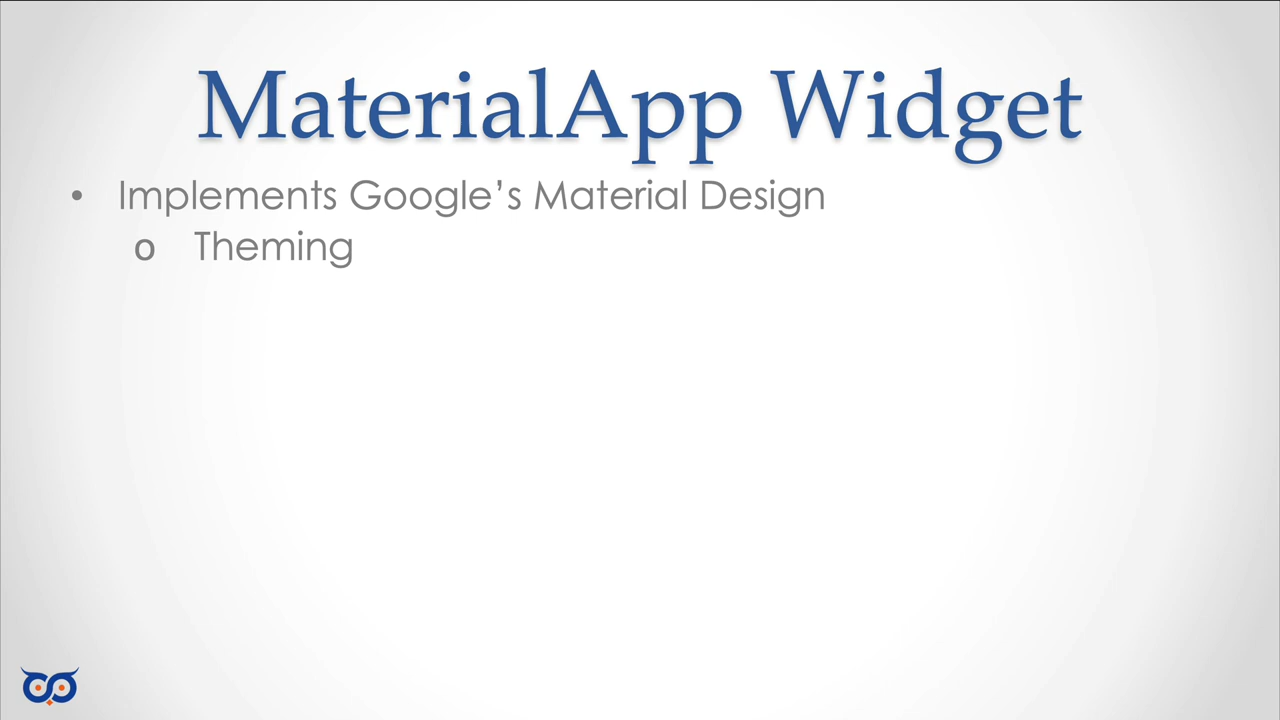 MaterialApp Widget
• Implements Google’s Material Design
o Theming